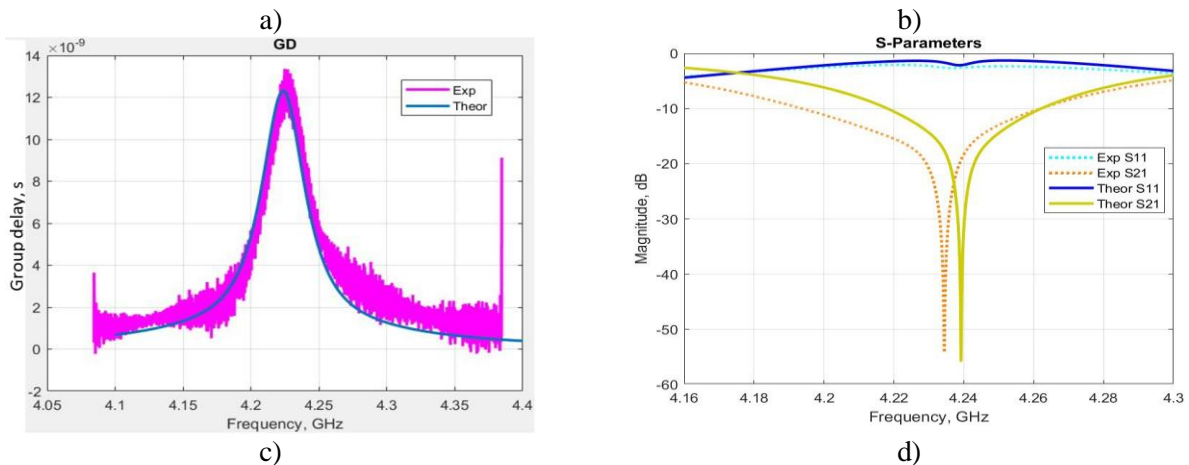 a)
b)
GD
×10⁻⁹
14
12
10
8
6
4
2
0
-2
Group delay, s
Exp
Theor
4.05 4.1 4.15 4.2 4.25 4.3 4.35 4.4
Frequency, GHz
c)
S-Parameters
0
-10
-20
-30
-40
-50
-60
Magnitude, dB
Exp S11
Exp S21
Theor S11
Theor S21
4.16 4.18 4.2 4.22 4.24 4.26 4.28 4.3
Frequency, GHz
d)